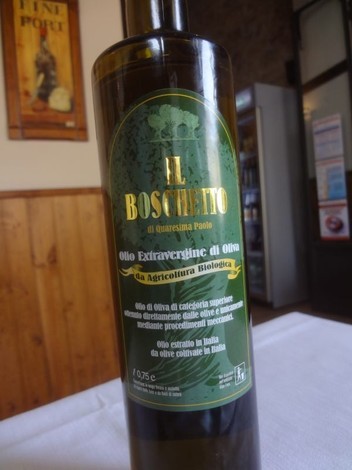 FINE
PORT
IL
BOSCHETTO
di Quaresima Paolo
Olio Extravergine di Oliva
da Agricoltura Biologica
Olio di Oliva di categoria superiore
ottenuto direttamente dalle olive e unicamente
mediante procedimenti meccanici.
Olio estratto in Italia
da olive coltivate in Italia
l 0,75 e